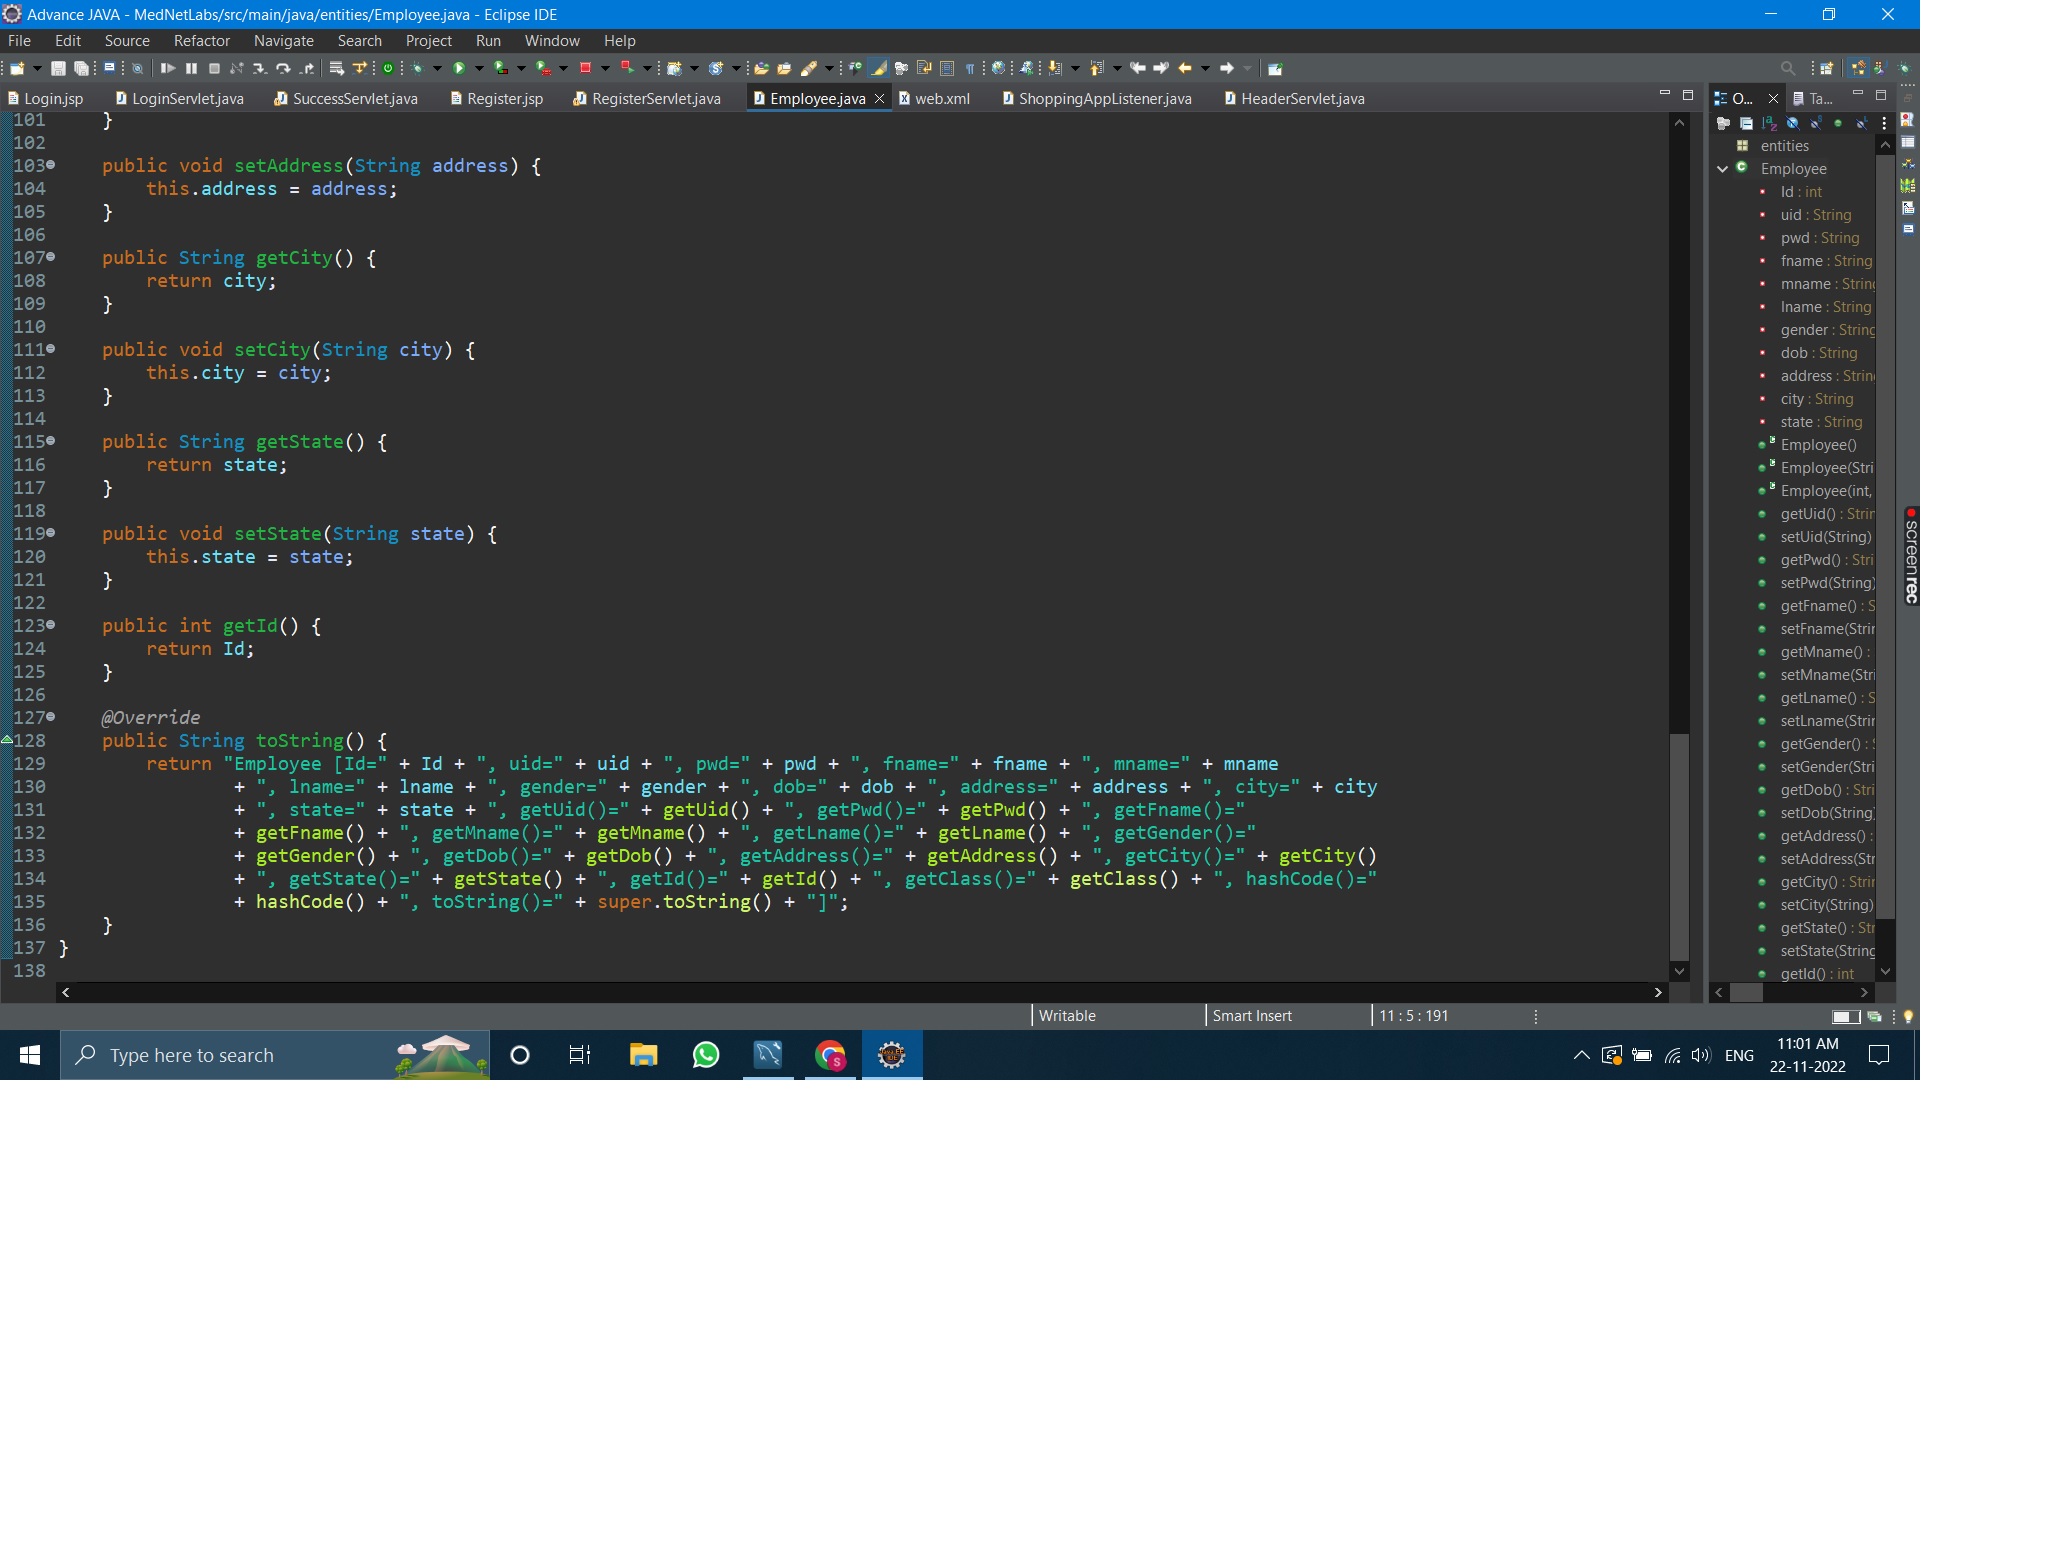 Advance JAVA - MedNetLabs/src/main/java/entities/Employee.java - Eclipse IDE
File Edit Source Refactor Navigate Search Project Run Window Help
Login.jsp LoginServlet.java SuccessServlet.java Register.jsp RegisterServlet.java Employee.java web.xml ShoppingAppListener.java HeaderServlet.java
101 }
102
103 public void setAddress(String address) {
104 this.address = address;
105 }
106
107 public String getCity() {
108 return city;
109 }
110
111 public void setCity(String city) {
112 this.city = city;
113 }
114
115 public String getState() {
116 return state;
117 }
118
119 public void setState(String state) {
120 this.state = state;
121 }
122
123 public int getId() {
124 return Id;
125 }
126
127 @Override
128 public String toString() {
129 return "Employee [Id=" + Id + ", uid=" + uid + ", pwd=" + pwd + ", fname=" + fname + ", mname=" + mname
130 + ", lname=" + lname + ", gender=" + gender + ", dob=" + dob + ", address=" + address + ", city=" + city
131 + ", state=" + state + ", getUid()=" + getUid() + ", getPwd()=" + getPwd() + ", getFname()="
132 + getFname() + ", getMname()=" + getMname() + ", getLname()=" + getLname() + ", getGender()="
133 + getGender() + ", getDob()=" + getDob() + ", getAddress()=" + getAddress() + ", getCity()=" + getCity()
134 + ", getState()=" + getState() + ", getId()=" + getId() + ", getClass()=" + getClass() + ", hashCode()="
135 + hashCode() + ", toString()=" + super.toString() + "]";
136 }
137 }
138
O... Ta...
entities
Employee
Id : int
uid : String
pwd : String
fname : String
mname : String
lname : String
gender : String
dob : String
address : Strin
city : String
state : String
Employee()
Employee(Stri
Employee(int,
getUid() : Strin
setUid(String)
getPwd() : Stri
setPwd(String)
getFname() : S
setFname(Strin
getMname() :
setMname(Stri
getLname() : S
setLname(Strin
getGender() : S
setGender(Stri
getDob() : Stri
setDob(String)
getAddress() :
setAddress(Str
getCity() : Strin
setCity(String)
getState() : Str
setState(String
getId() : int
screenrec
Writable Smart Insert 11 : 5 : 191
Type here to search
ENG 11:01 AM
22-11-2022